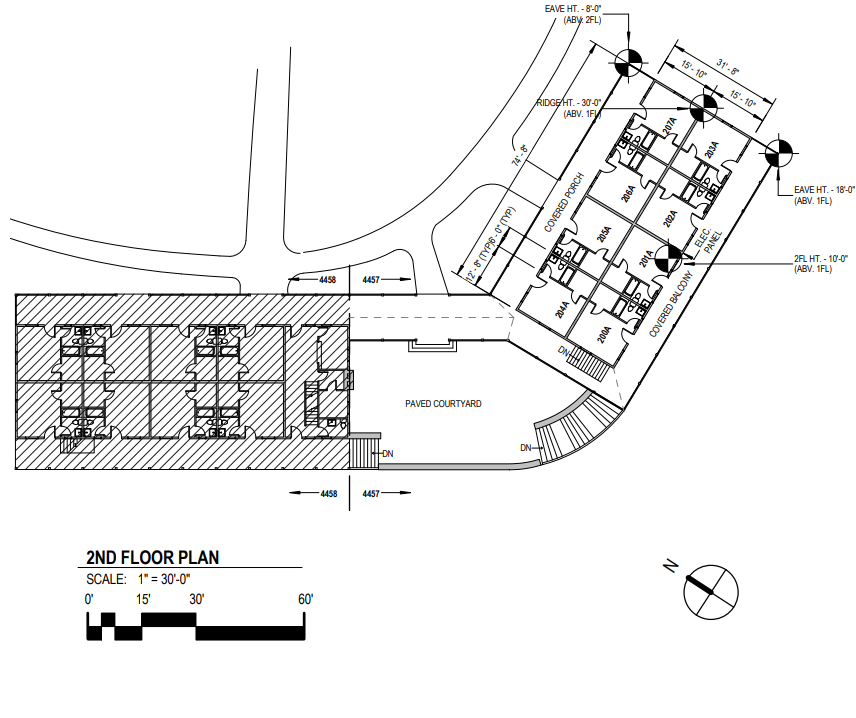 EAVE HT. - 8'-0"
(ABV. 2FL)
31' - 8"
15' - 10"
15' - 10"
RIDGE HT. - 30'-0"
(ABV. 1FL)
74' - 8"
207A
203A
EAVE HT. - 18'-0"
(ABV. 1FL)
206A
202A
COVERED PORCH
205A
201A
ELEC.
PANEL
6' - 0" (TYP)
12' - 8" (TYP)
2FL HT. - 10'-0"
(ABV. 1FL)
204A
200A
COVERED BALCONY
4458
4457
DN
PAVED COURTYARD
DN
DN
4458
4457
2ND FLOOR PLAN
SCALE: 1" = 30'-0"
0' 15' 30' 60'
N